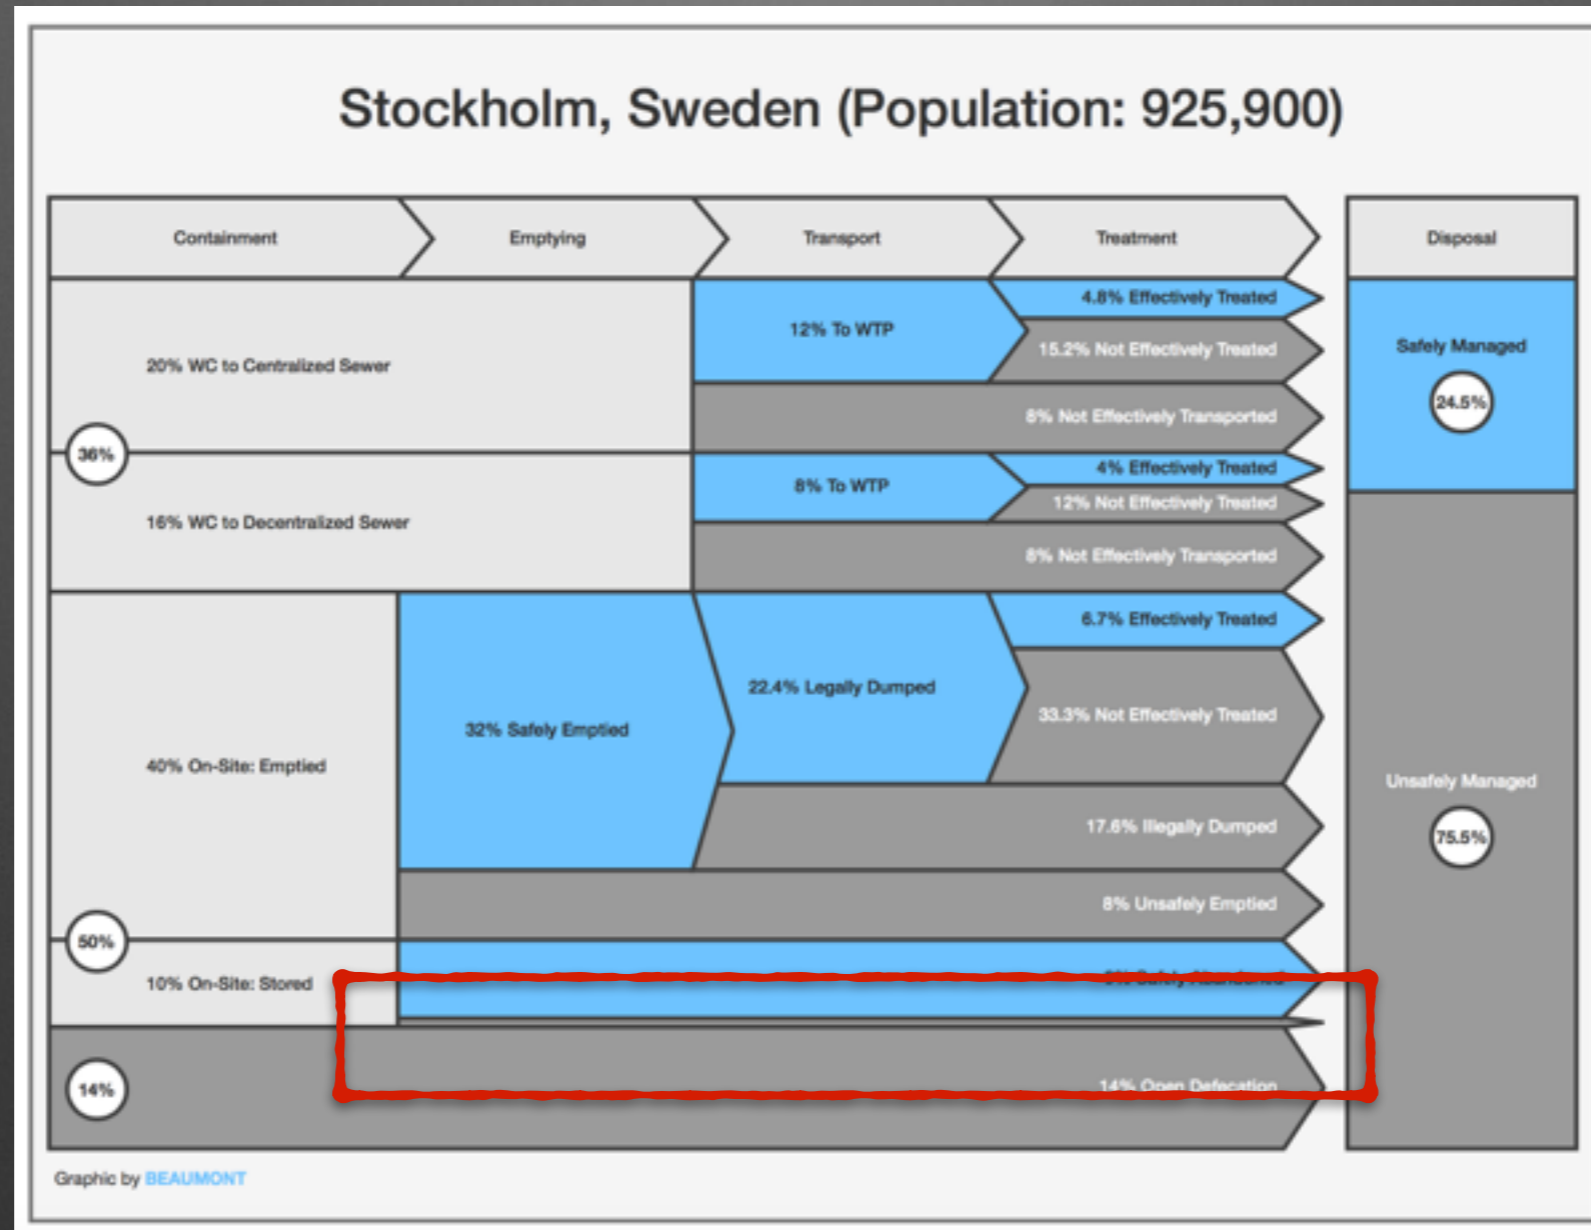 Stockholm, Sweden (Population: 925,900)
Containment
Emptying
Transport
Treatment
Disposal
20% WC to Centralized Sewer
12% To WTP
4.8% Effectively Treated
15.2% Not Effectively Treated
8% Not Effectively Transported
Safely Managed
24.5%
36%
16% WC to Decentralized Sewer
8% To WTP
4% Effectively Treated
12% Not Effectively Treated
8% Not Effectively Transported
40% On-Site: Emptied
32% Safely Emptied
22.4% Legally Dumped
6.7% Effectively Treated
33.3% Not Effectively Treated
17.6% Illegally Dumped
8% Unsafely Emptied
Unsafely Managed
75.5%
50%
10% On-Site: Stored
Safely Abandoned
14%
14% Open Defecation
Graphic by BEAUMONT